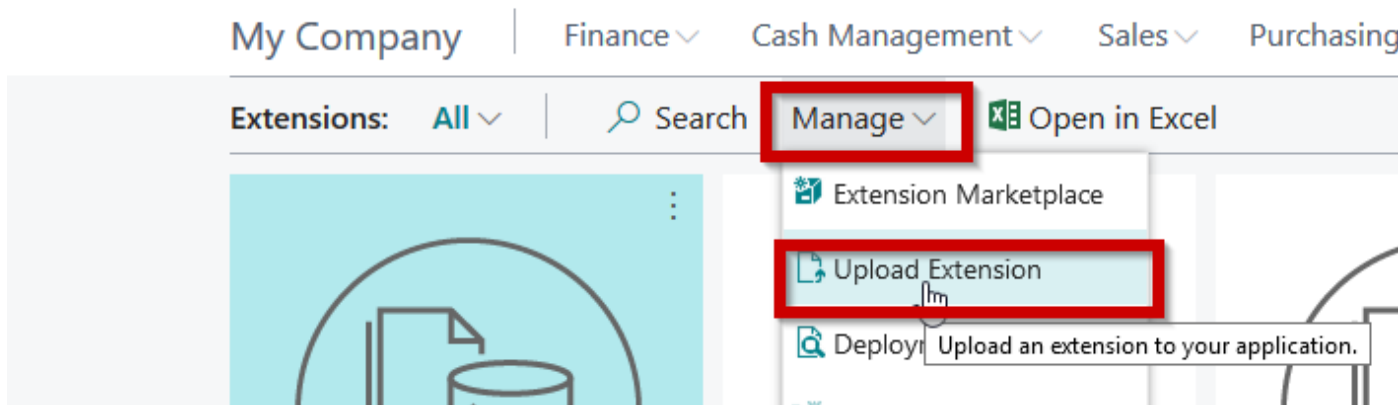 My Company Finance Cash Management Sales Purchasing
Extensions: All Search Manage Open in Excel
Extension Marketplace
Upload Extension
Upload an extension to your application.